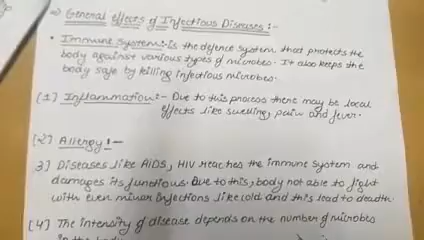 ⇒ General effects of Infectious Diseases :-
• Immune system:- is the defence system that protects the
body against various types of microbes. It also keeps the
body safe by killing infectious microbes.
[1] Inflammation:- Due to this process there may be local
effects like swelling, pain and fever.
[2] Allergy :-
3] Diseases like AIDS, HIV reaches the immune system and
damages its functions. Due to this, body not able to fight
with even minor infections like cold and this lead to death.
[4] The intensity of disease depends on the number of microbes
in the body